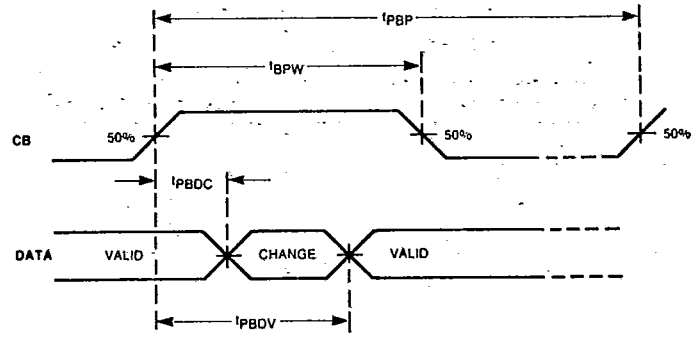 tPBP
tBPW
CB
50%
50%
50%
tPBDC
DATA
VALID
CHANGE
VALID
tPBDV